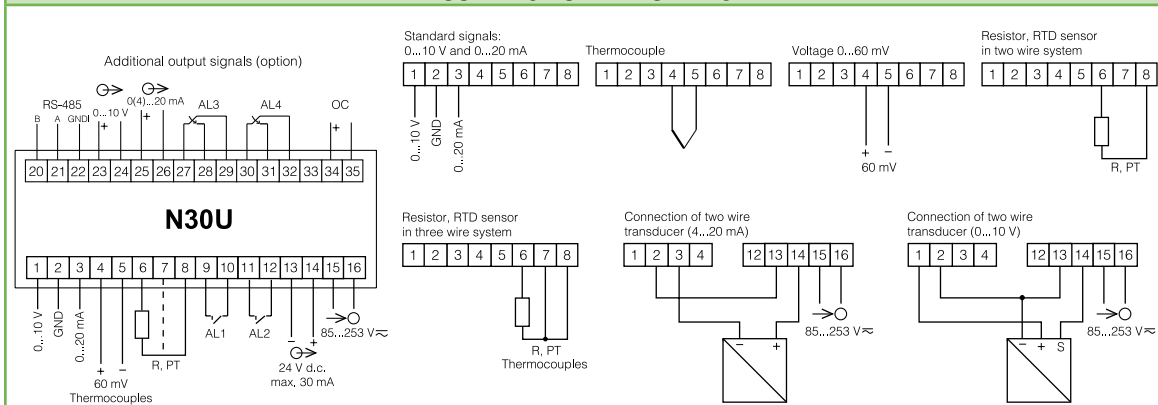 Additional output signals (option)
RS-485
B A GND
0...10 V
+
0(4)...20 mA
+
AL3
AL4
OC
+
20 21 22 23 24 25 26 27 28 29 30 31 32 33 34 35
N30U
1 2 3 4 5 6 7 8 9 10 11 12 13 14 15 16
0...10 V
GND
0...20 mA
+ −
60 mV
Thermocouples
R, PT
AL1
AL2
− +
24 V d.c.
max, 30 mA
85...253 V≂
Standard signals:
0...10 V and 0...20 mA
1 2 3 4 5 6 7 8
0...10 V
GND
0...20 mA
Thermocouple
1 2 3 4 5 6 7 8
Voltage 0...60 mV
1 2 3 4 5 6 7 8
+ −
60 mV
Resistor, RTD sensor
in two wire system
1 2 3 4 5 6 7 8
R, PT
Resistor, RTD sensor
in three wire system
1 2 3 4 5 6 7 8
R, PT
Thermocouples
Connection of two wire
transducer (4...20 mA)
1 2 3 4 12 13 14 15 16
85...253 V≂
− +
Connection of two wire
transducer (0...10 V)
1 2 3 4 12 13 14 15 16
85...253 V≂
− + S